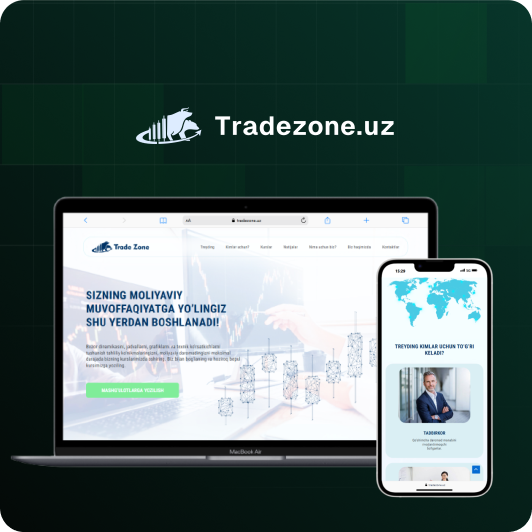 Tradezone.uz
AA
tradezone.uz
Trade Zone
Treyding
Kimlar uchun?
Kurslar
Natijalar
Nima uchun biz?
Biz haqimizda
Kontaktlar
SIZNING MOLIYAVIY
MUVOFFAQIYATGA YO'LINGIZ
SHU YERDAN BOSHLANADI!
MASHG'ULOTLARGA YOZILISH
MacBook Air
15:29
TREYDING KIMLAR UCHUN TO'G'RI
KELADI?
TADBIRKOR
tradezone.uz